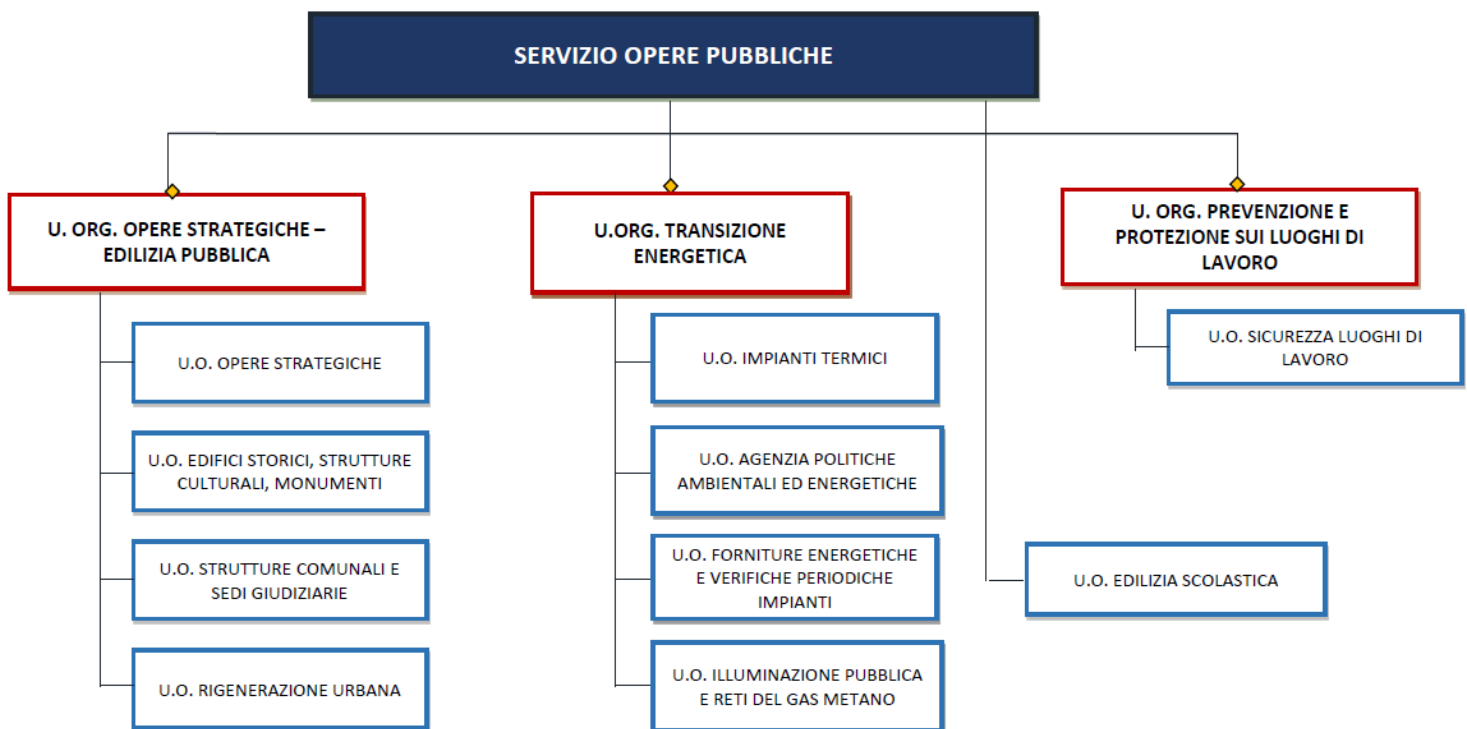 SERVIZIO OPERE PUBBLICHE
U. ORG. OPERE STRATEGICHE –
EDILIZIA PUBBLICA
U.O. OPERE STRATEGICHE
U.O. EDIFICI STORICI, STRUTTURE
CULTURALI, MONUMENTI
U.O. STRUTTURE COMUNALI E
SEDI GIUDIZIARIE
U.O. RIGENERAZIONE URBANA
U.ORG. TRANSIZIONE
ENERGETICA
U.O. IMPIANTI TERMICI
U.O. AGENZIA POLITICHE
AMBIENTALI ED ENERGETICHE
U.O. FORNITURE ENERGETICHE
E VERIFICHE PERIODICHE
IMPIANTI
U.O. ILLUMINAZIONE PUBBLICA
E RETI DEL GAS METANO
U. ORG. PREVENZIONE E
PROTEZIONE SUI LUOGHI DI
LAVORO
U.O. SICUREZZA LUOGHI DI
LAVORO
U.O. EDILIZIA SCOLASTICA